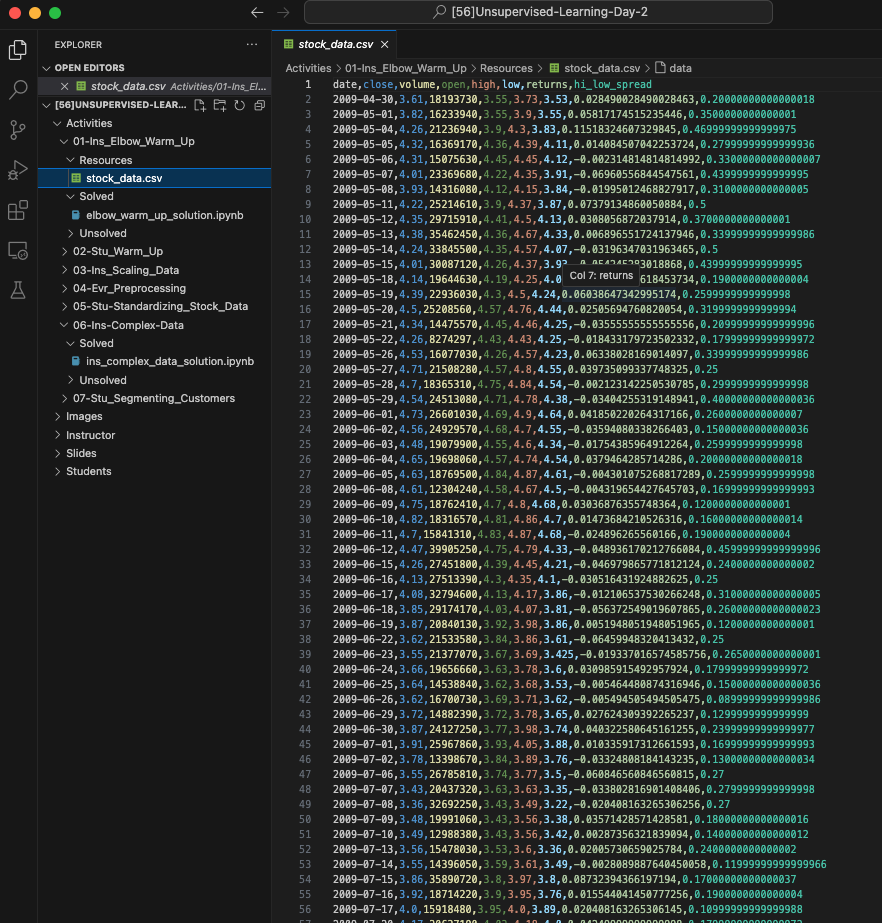 [56]Unsupervised-Learning-Day-2
EXPLORER
OPEN EDITORS
stock_data.csv Activities/01-Ins_El...
[56]UNSUPERVISED-LEAR...
Activities
01-Ins_Elbow_Warm_Up
Resources
stock_data.csv
Solved
elbow_warm_up_solution.ipynb
Unsolved
02-Stu_Warm_Up
03-Ins_Scaling_Data
04-Evr_Preprocessing
05-Stu-Standardizing_Stock_Data
06-Ins-Complex-Data
Solved
ins_complex_data_solution.ipynb
Unsolved
07-Stu_Segmenting_Customers
Images
Instructor
Slides
Students
stock_data.csv
Activities > 01-Ins_Elbow_Warm_Up > Resources > stock_data.csv > data
1 date,close,volume,open,high,low,returns,hi_low_spread
2 2009-04-30,3.61,18193730,3.55,3.73,3.53,0.028490028490028463,0.20000000000000018
3 2009-05-01,3.82,16233940,3.55,3.9,3.55,0.05817174515235446,0.3500000000000001
4 2009-05-04,4.26,21236940,3.9,4.3,3.83,0.11518324607329845,0.46999999999999975
5 2009-05-05,4.32,16369170,4.36,4.39,4.11,0.014084507042253724,0.27999999999999936
6 2009-05-06,4.31,15075630,4.45,4.45,4.12,-0.002314814814814992,0.33000000000000007
7 2009-05-07,4.01,23369680,4.22,4.35,3.91,-0.06960556844547561,0.43999999999999995
8 2009-05-08,3.93,14316080,4.12,4.15,3.84,-0.01995012468827917,0.31000000000000005
9 2009-05-11,4.22,25214610,3.9,4.37,3.87,0.07379134860050884,0.5
10 2009-05-12,4.35,29715910,4.41,4.5,4.13,0.0308056872037914,0.3700000000000001
11 2009-05-13,4.38,35462450,4.36,4.67,4.33,0.006896551724137946,0.33999999999999986
12 2009-05-14,4.24,33845500,4.35,4.57,4.07,-0.03196347031963465,0.5
13 2009-05-15,4.01,30087120,4.26,4.37,3.93,-0.054245283018868,0.43999999999999995
Col 7: returns
14 2009-05-18,4.14,19644630,4.19,4.25,4.0 618453734,0.1900000000000004
15 2009-05-19,4.39,22936030,4.3,4.5,4.24,0.06038647342995174,0.2599999999999998
16 2009-05-20,4.5,25208560,4.57,4.76,4.44,0.02505694760820054,0.3199999999999994
17 2009-05-21,4.34,14475570,4.45,4.46,4.25,-0.03555555555555556,0.20999999999999996
18 2009-05-22,4.26,8274297,4.43,4.43,4.25,-0.018433179723502332,0.17999999999999972
19 2009-05-26,4.53,16077030,4.26,4.57,4.23,0.06338028169014097,0.33999999999999986
20 2009-05-27,4.71,21508280,4.57,4.8,4.55,0.039735099337748325,0.25
21 2009-05-28,4.7,18365310,4.75,4.84,4.54,-0.002123142250530785,0.2999999999999998
22 2009-05-29,4.54,24513080,4.71,4.78,4.38,-0.03404255319148941,0.40000000000000036
23 2009-06-01,4.73,26601030,4.69,4.9,4.64,0.041850220264317166,0.2600000000000007
24 2009-06-02,4.56,24929570,4.68,4.7,4.55,-0.03594080338266403,0.15000000000000036
25 2009-06-03,4.48,19079900,4.55,4.6,4.34,-0.01754385964912264,0.2599999999999998
26 2009-06-04,4.65,19698060,4.57,4.74,4.54,0.0379464285714286,0.20000000000000018
27 2009-06-05,4.63,18769500,4.84,4.87,4.61,-0.004301075268817289,0.2599999999999998
28 2009-06-08,4.61,12304240,4.58,4.67,4.5,-0.004319654427645703,0.16999999999999993
29 2009-06-09,4.75,18762410,4.7,4.8,4.68,0.03036876355748364,0.1200000000000001
30 2009-06-10,4.82,18316570,4.81,4.86,4.7,0.01473684210526316,0.16000000000000014
31 2009-06-11,4.7,15841310,4.83,4.87,4.68,-0.024896265560166,0.1900000000000004
32 2009-06-12,4.47,39905250,4.75,4.79,4.33,-0.048936170212766084,0.45999999999999996
33 2009-06-15,4.26,27451800,4.39,4.45,4.21,-0.046979865771812124,0.2400000000000002
34 2009-06-16,4.13,27513390,4.3,4.35,4.1,-0.030516431924882625,0.25
35 2009-06-17,4.08,32794600,4.13,4.17,3.86,-0.012106537530266248,0.31000000000000005
36 2009-06-18,3.85,29174170,4.03,4.07,3.81,-0.056372549019607865,0.26000000000000023
37 2009-06-19,3.87,20840130,3.92,3.98,3.86,0.0051948051948051965,0.1200000000000001
38 2009-06-22,3.62,21533580,3.84,3.86,3.61,-0.06459948320413432,0.25
39 2009-06-23,3.55,21377070,3.67,3.69,3.425,-0.019337016574585756,0.2650000000000001
40 2009-06-24,3.66,19656660,3.63,3.78,3.6,0.030985915492957924,0.17999999999999972
41 2009-06-25,3.64,14538840,3.62,3.68,3.53,-0.005464480874316946,0.15000000000000036
42 2009-06-26,3.62,16700730,3.69,3.71,3.62,-0.005494505494505475,0.08999999999999986
43 2009-06-29,3.72,14882390,3.72,3.78,3.65,0.027624309392265237,0.1299999999999999
44 2009-06-30,3.87,24127250,3.77,3.98,3.74,0.040322580645161255,0.23999999999999977
45 2009-07-01,3.91,25967860,3.93,4.05,3.88,0.010335917312661593,0.16999999999999993
46 2009-07-02,3.78,13398670,3.84,3.89,3.76,-0.03324808184143235,0.13000000000000034
47 2009-07-06,3.55,26785810,3.74,3.77,3.5,-0.060846560846560815,0.27
48 2009-07-07,3.43,20437320,3.63,3.63,3.35,-0.033802816901408406,0.2799999999999998
49 2009-07-08,3.36,32692250,3.43,3.49,3.22,-0.020408163265306256,0.27
50 2009-07-09,3.48,19991060,3.43,3.56,3.38,0.03571428571428581,0.18000000000000016
51 2009-07-10,3.49,12988380,3.43,3.56,3.42,0.00287356321839094,0.14000000000000012
52 2009-07-13,3.56,15478030,3.53,3.6,3.36,0.02005730659025784,0.2400000000000002
53 2009-07-14,3.55,14396050,3.59,3.61,3.49,-0.0028089887640450058,0.11999999999999966
54 2009-07-15,3.86,35890720,3.8,3.97,3.8,0.08732394366197194,0.17000000000000037
55 2009-07-16,3.92,18714220,3.9,3.95,3.76,0.01554404145077256,0.1900000000000004
56 2009-07-17,4.0,15918480,3.95,4.0,3.89,0.020408163265306145,0.10999999999999988